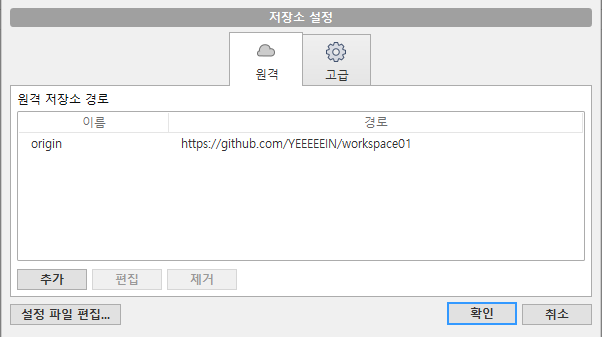 저장소 설정
원격
고급
원격 저장소 경로
이름 경로
origin https://github.com/YEEEEEIN/workspace01
추가 편집 제거
설정 파일 편집... 확인 취소